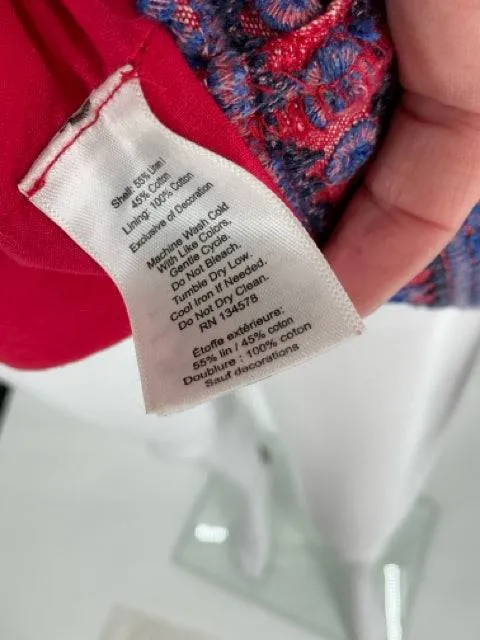 Shell: 55% Linen /
45% Cotton
Lining: 100% Cotton
Exclusive of Decoration
Machine Wash Cold
With Like Colors,
Gentle Cycle.
Do Not Bleach.
Tumble Dry Low.
Cool Iron If Needed.
Do Not Dry Clean.
RN 134578
Étoffe extérieure:
55% lin / 45% coton
Doublure : 100% coton
Sauf decorations